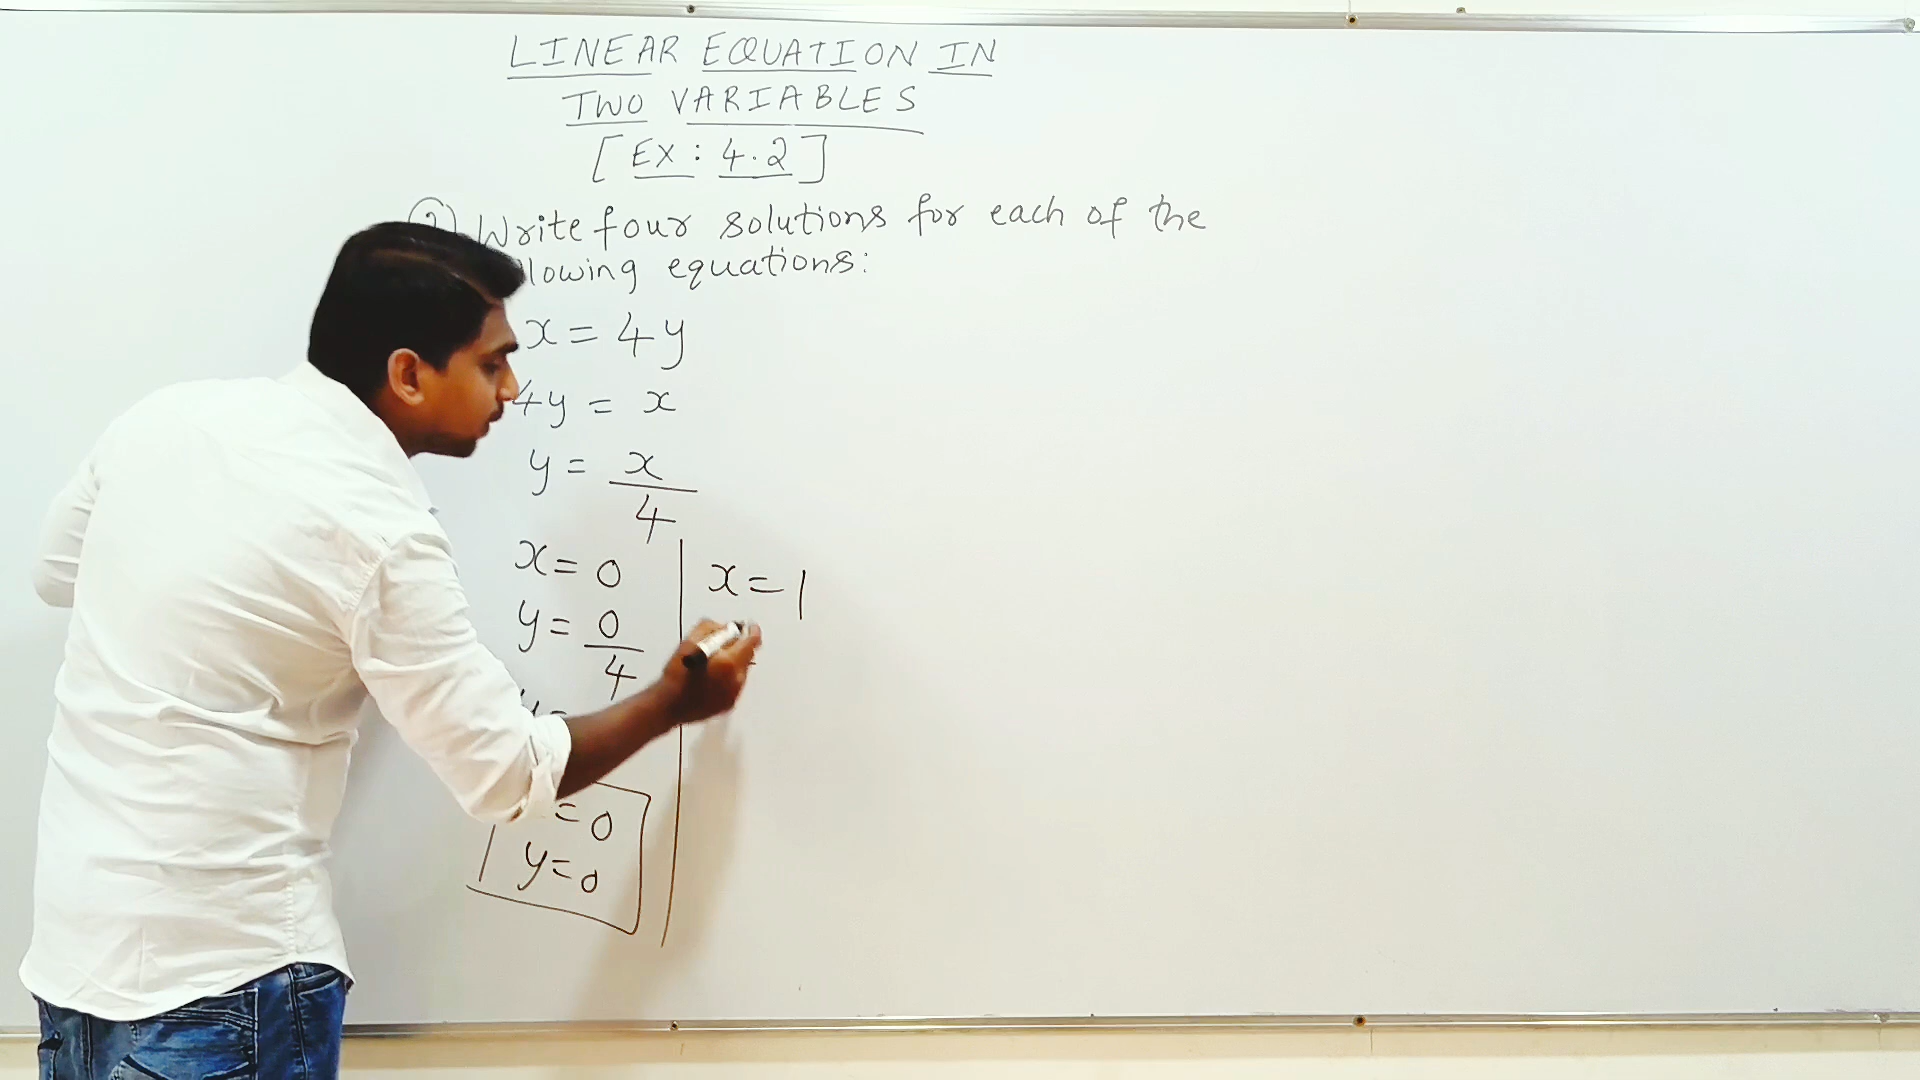 LINEAR EQUATION IN
TWO VARIABLES
[EX: 4.2]
Write four solutions for each of the
equations:
x = 4y
4y = x
y = x/4
x = 0
y = 0/4
= 0
y = 0
x = 1